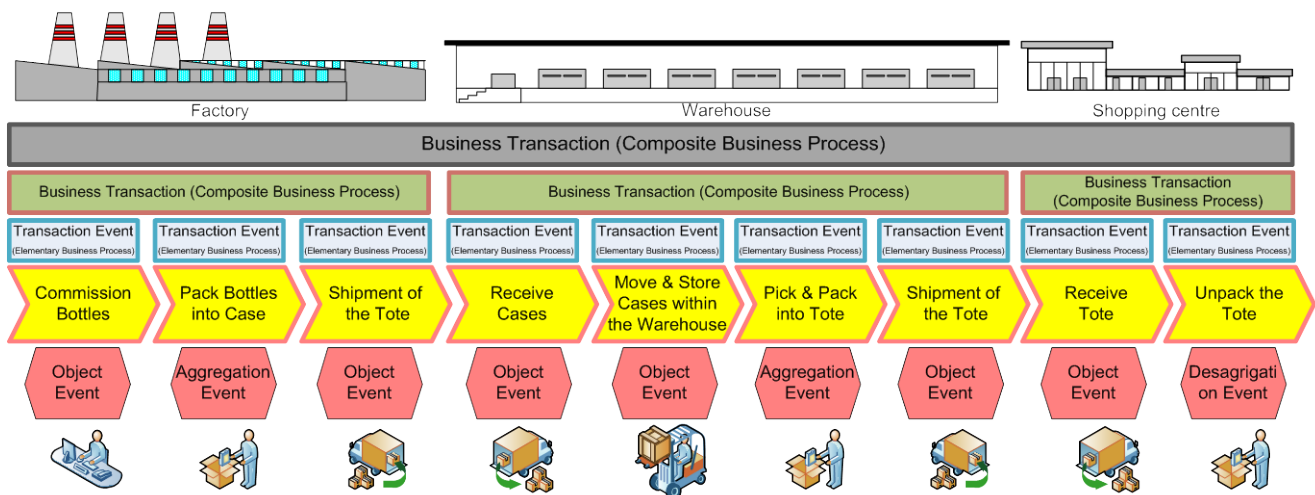 Factory
Warehouse
Shopping centre
Business Transaction (Composite Business Process)
Business Transaction (Composite Business Process)
Business Transaction (Composite Business Process)
Business Transaction
(Composite Business Process)
Transaction Event
(Elementary Business Process)
Transaction Event
(Elementary Business Process)
Transaction Event
(Elementary Business Process)
Transaction Event
(Elementary Business Process)
Transaction Event
(Elementary Business Process)
Transaction Event
(Elementary Business Process)
Transaction Event
(Elementary Business Process)
Transaction Event
(Elementary Business Process)
Transaction Event
(Elementary Business Process)
Commission
Bottles
Pack Bottles
into Case
Shipment of
the Tote
Receive
Cases
Move & Store
Cases within
the Warehouse
Pick & Pack
into Tote
Shipment of
the Tote
Receive
Tote
Unpack the
Tote
Object
Event
Aggregation
Event
Object
Event
Object
Event
Object
Event
Aggregation
Event
Object
Event
Object
Event
Desagrigati
on Event